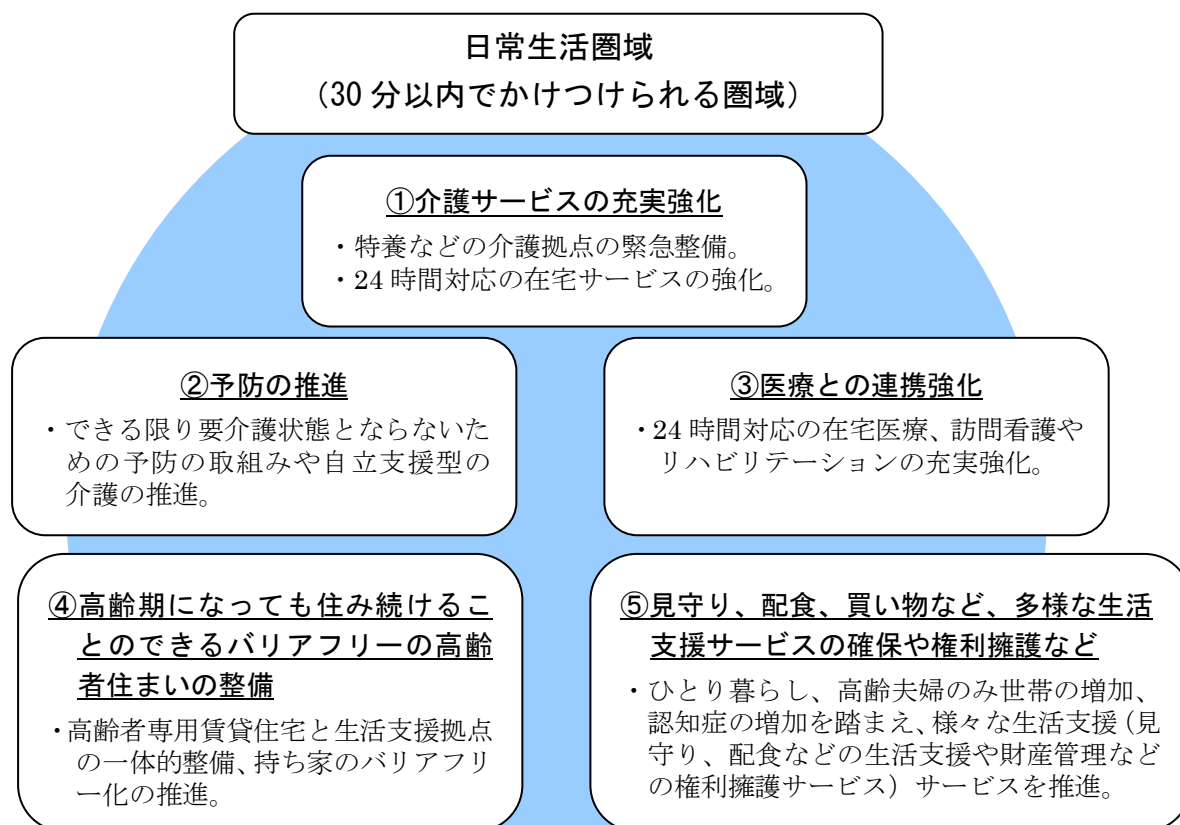 日常生活圏域
（30 分以内でかけつけられる圏域）
①介護サービスの充実強化
・特養などの介護拠点の緊急整備。
・24 時間対応の在宅サービスの強化。
②予防の推進
・できる限り要介護状態とならないた
めの予防の取組みや自立支援型の
介護の推進。
③医療との連携強化
・24 時間対応の在宅医療、訪問看護や
リハビリテーションの充実強化。
④高齢期になっても住み続けるこ
とのできるバリアフリーの高齢
者住まいの整備
・高齢者専用賃貸住宅と生活支援拠点
の一体的整備、持ち家のバリアフリ
ー化の推進。
⑤見守り、配食、買い物など、多様な生活
支援サービスの確保や権利擁護など
・ひとり暮らし、高齢夫婦のみ世帯の増加、
認知症の増加を踏まえ、様々な生活支援（見
守り、配食などの生活支援や財産管理など
の権利擁護サービス）サービスを推進。